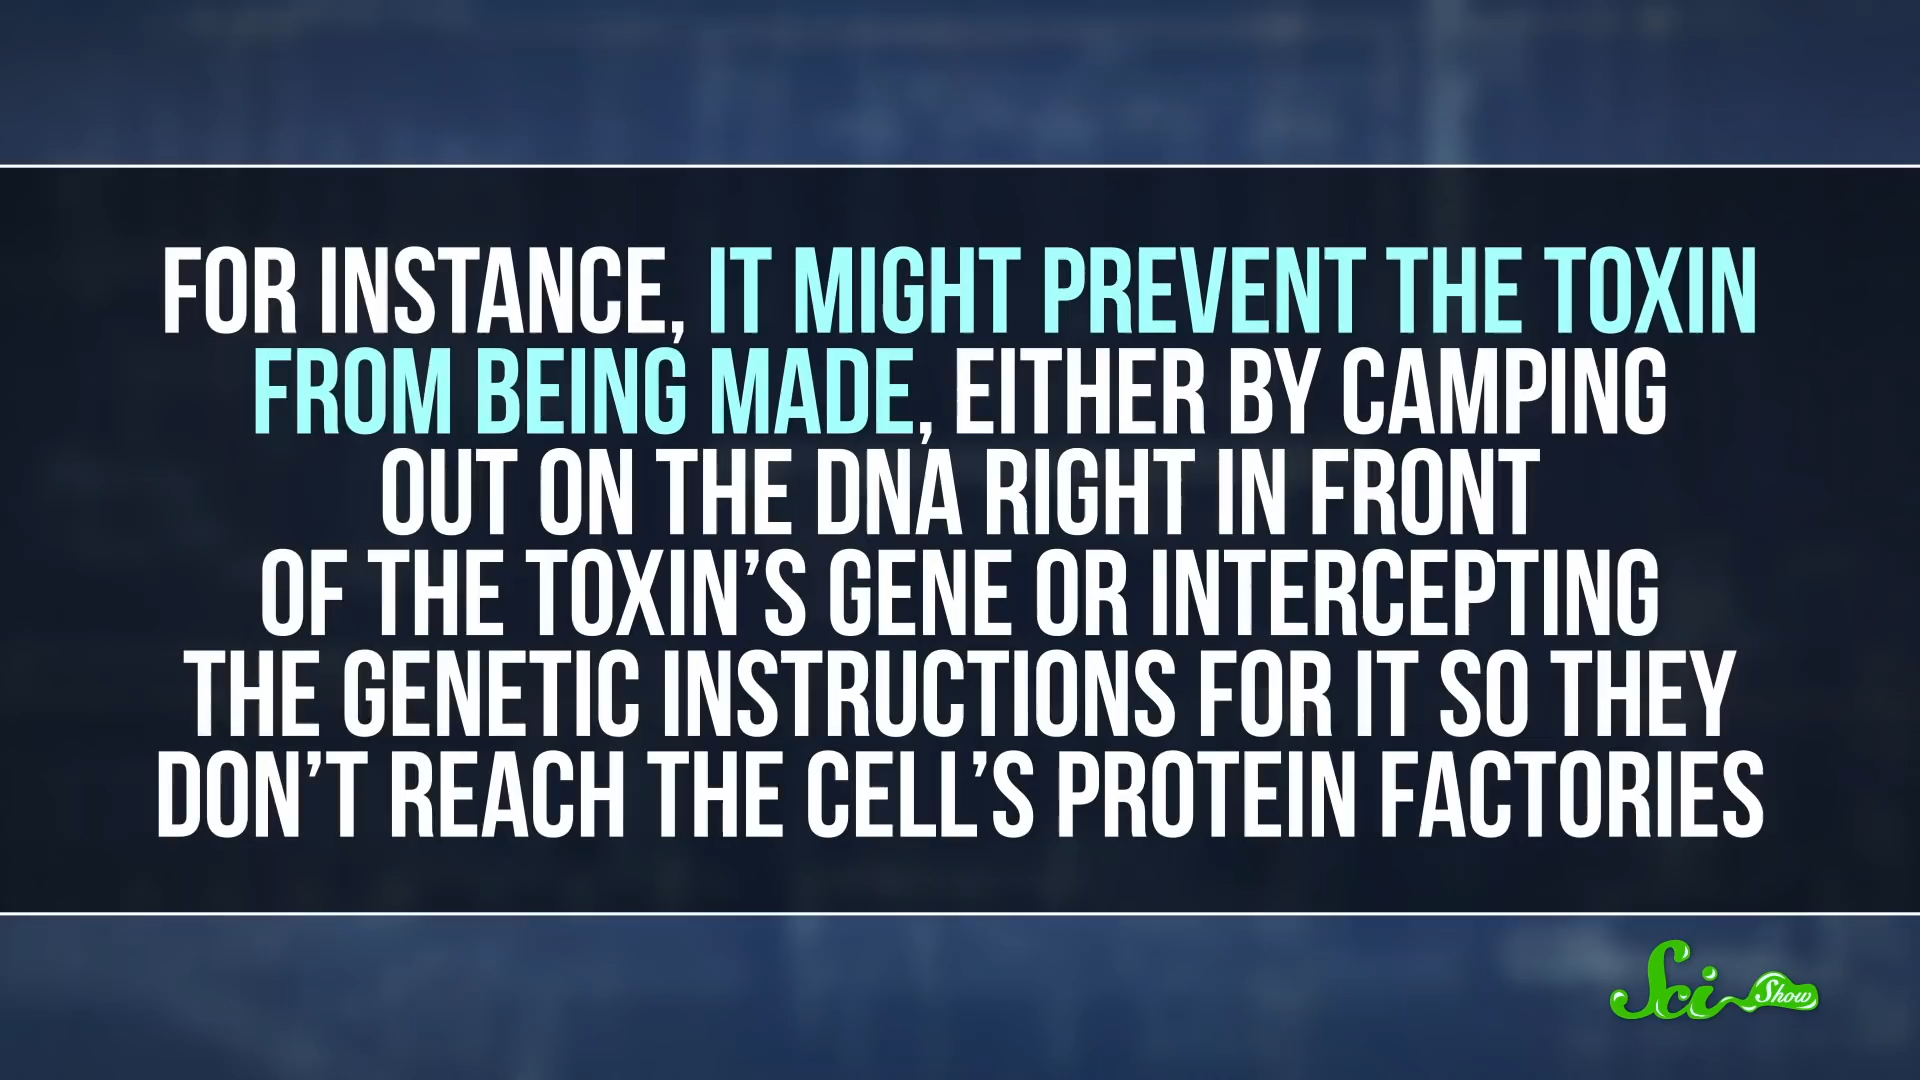 FOR INSTANCE, IT MIGHT PREVENT THE TOXIN
FROM BEING MADE, EITHER BY CAMPING
OUT ON THE DNA RIGHT IN FRONT
OF THE TOXIN’S GENE OR INTERCEPTING
THE GENETIC INSTRUCTIONS FOR IT SO THEY
DON’T REACH THE CELL’S PROTEIN FACTORIES
Sci Show